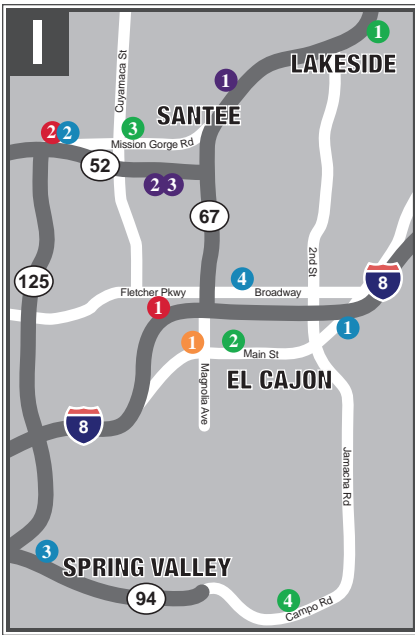 I
1
LAKESIDE
Cuyamaca St
1
SANTEE
2 2
3
Mission Gorge Rd
52
2 3
67
2nd St
125
4
8
Fletcher Pkwy
Broadway
1
1
1
2
Main St
EL CAJON
Magnolia Ave
8
Jamacha Rd
3
SPRING VALLEY
94
4
Campo Rd